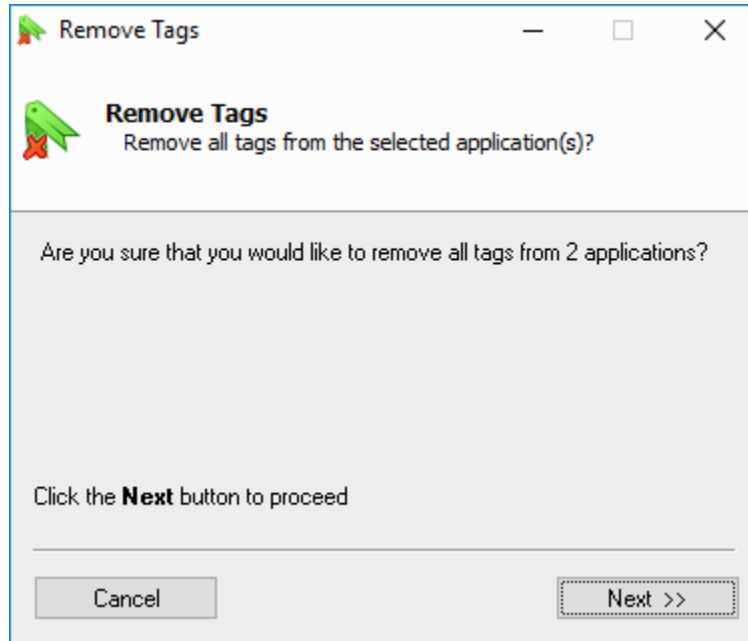 Remove Tags
Remove Tags
Remove all tags from the selected application(s)?
Are you sure that you would like to remove all tags from 2 applications?
Click the Next button to proceed
Cancel
Next >>